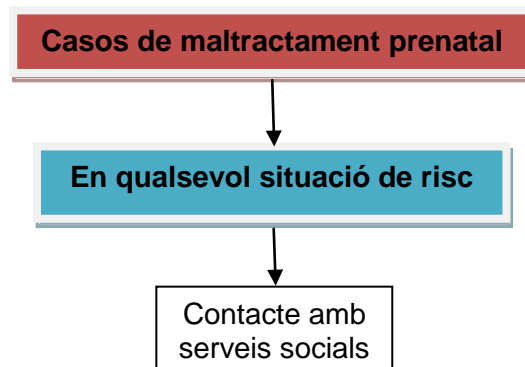 Casos de maltractament prenatal
En qualsevol situació de risc
Contacte amb
serveis socials